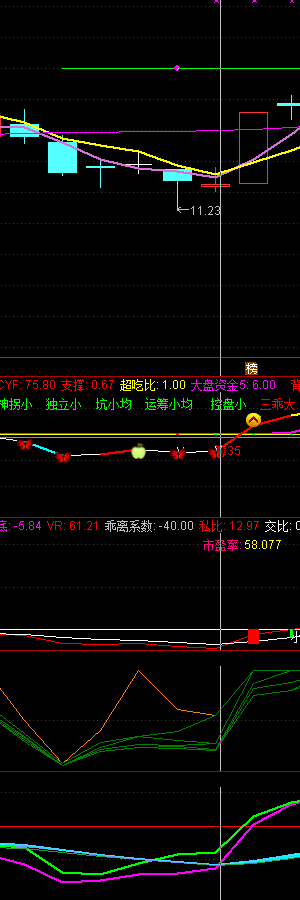 ←11.23
榜
CYF: 75.80 支撑: 0.67 超吃比: 1.00 大盘资金5: 6.00
神拐小 独立小 坑小均 运筹小均 控盘小 三乖大
135
底: -5.84 VR: 61.21 乖离系数: -40.00 私比: 12.97 交比: 0
市盈率: 58.077